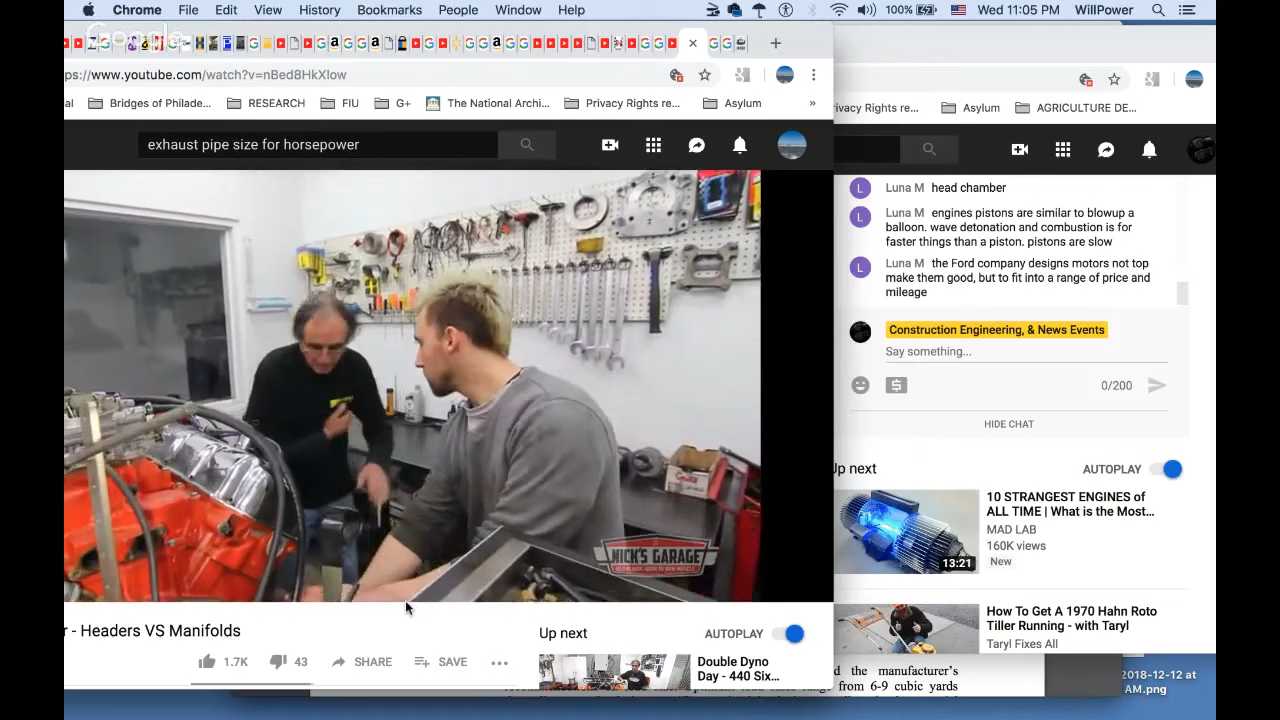 Chrome File Edit View History Bookmarks People Window Help 100% Wed 11:05 PM WillPower
ps://www.youtube.com/watch?v=nBed8HkXlow
al Bridges of Philade... RESEARCH FIU G+ The National Archi... Privacy Rights re... Asylum »
ivacy Rights re... Asylum AGRICULTURE DE...
exhaust pipe size for horsepower
L Luna M head chamber
L Luna M engines pistons are similar to blowup a
balloon. wave detonation and combustion is for
faster things than a piston. pistons are slow
L Luna M the Ford company designs motors not top
make them good, but to fit into a range of price and
mileage
Construction Engineering, & News Events
Say something...
0/200
HIDE CHAT
Up next AUTOPLAY
10 STRANGEST ENGINES of
ALL TIME | What is the Most...
MAD LAB
160K views
New
13:21
How To Get A 1970 Hahn Roto
Tiller Running - with Taryl
Taryl Fixes All
NICK'S GARAGE
r - Headers VS Manifolds
1.7K 43 SHARE SAVE
Up next AUTOPLAY
Double Dyno
Day - 440 Six...
d the manufacturer's
from 6-9 cubic yards
2018-12-12 at
AM.png